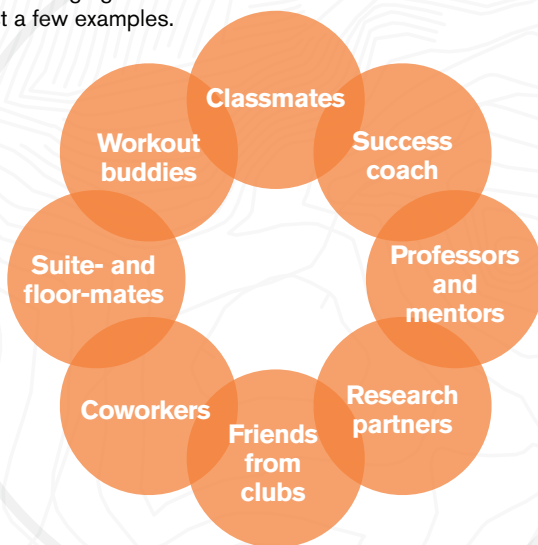 t a few examples.
Classmates
Success
coach
Professors
and
mentors
Research
partners
Friends
from
clubs
Coworkers
Suite- and
floor-mates
Workout
buddies